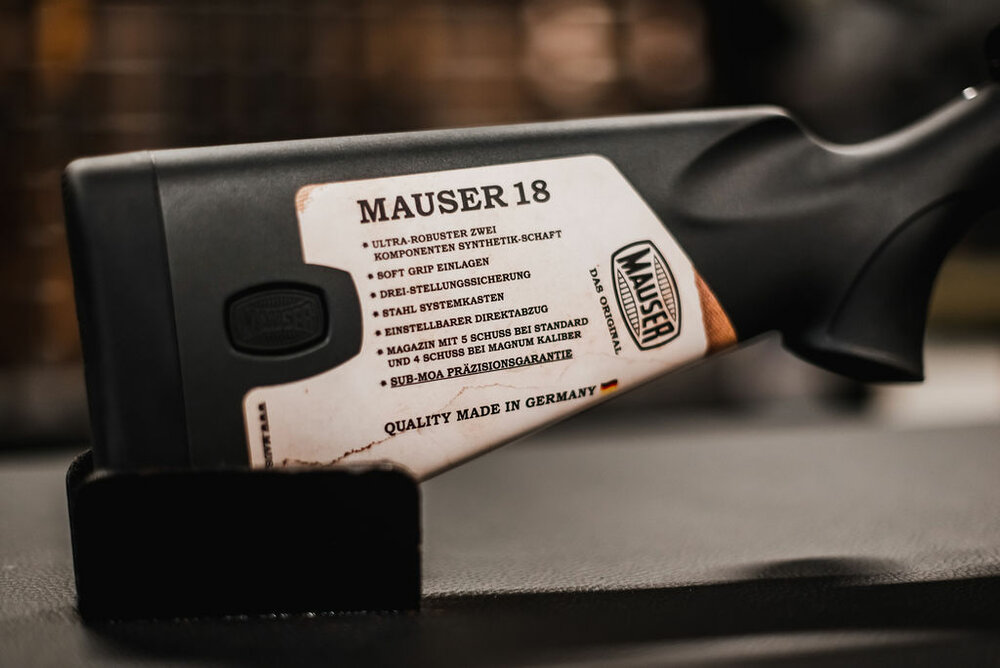 MAUSER 18
• ULTRA-ROBUSTER ZWEI
KOMPONENTEN SYNTHETIK-SCHAFT
• SOFT GRIP EINLAGEN
• DREI-STELLUNGSSICHERUNG
• STAHL SYSTEMKASTEN
• EINSTELLBARER DIREKTABZUG
• MAGAZIN MIT 5 SCHUSS BEI STANDARD
UND 4 SCHUSS BEI MAGNUM KALIBER
• SUB-MOA PRÄZISIONSGARANTIE
QUALITY MADE IN GERMANY
MAUSER
DAS ORIGINAL
MAUSER